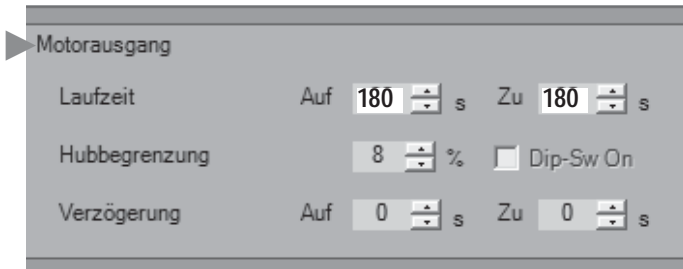 Motorausgang
Laufzeit Auf 180 s Zu 180 s
Hubbegrenzung 8 % Dip-Sw On
Verzögerung Auf 0 s Zu 0 s